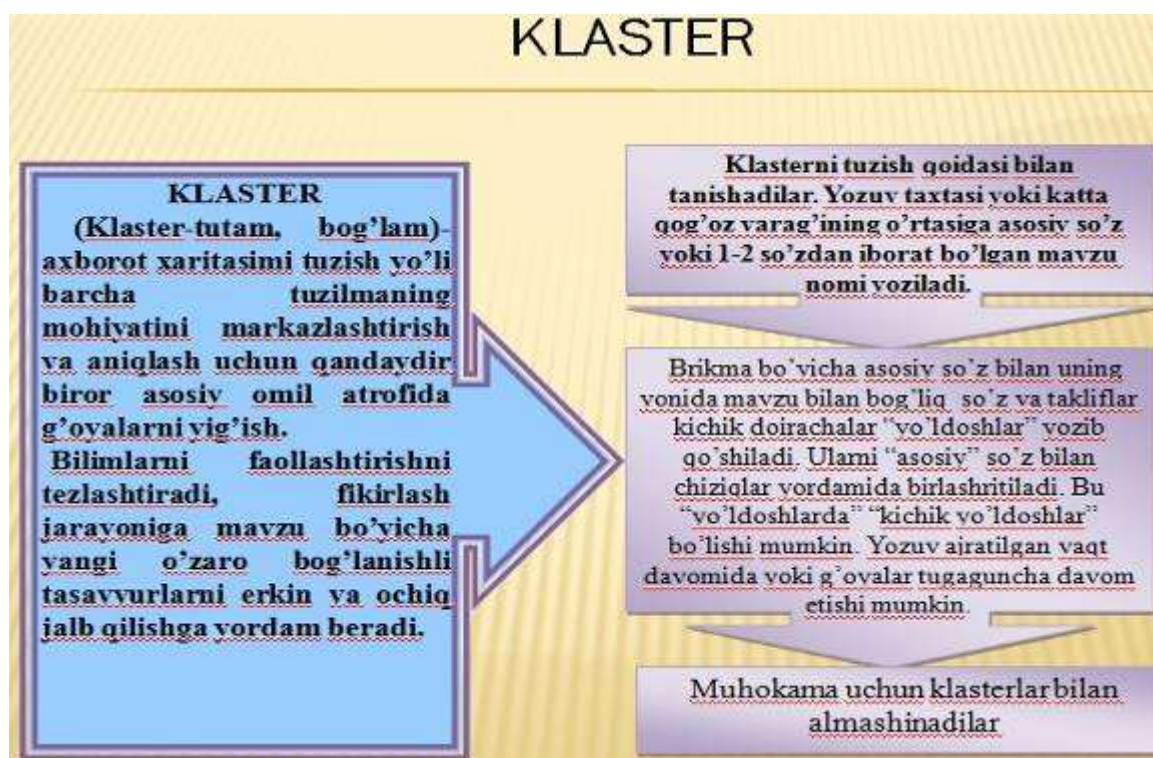 KLASTER
KLASTER
(Klaster-tutam, bog’lam)-
axborot xaritasimi tuzish yo’li
barcha tuzilmaning
mohiyatini markazlashtirish
va aniqlash uchun qandaydir
biror asosiy omil atrofida
g’oyalarni yig’ish.
Bilimlarni faollashtirishni
tezlashtiradi, fikirlash
jarayoniga mavzu bo’yicha
yangi o’zaro bog’lanishli
tasavvurlarni erkin va ochiq
jalb qilishga yordam beradi.
Klasterni tuzish qoidasi bilan
tanishadilar. Yozuv taxtasi yoki katta
qog’oz varag’ining o’rtasiga asosiy so’z
yoki 1-2 so’zdan iborat bo’lgan mavzu
nomi yoziladi.
Brikma bo`yicha asosiy so`z bilan uning
yonida mavzu bilan bog`liq so`z va takliflar
kichik doirachalar “yo`ldoshlar” yozib
qo`shiladi. Ularni “asosiy” so`z bilan
chiziqlar yordamida birlashritiladi. Bu
“yo`ldoshlarda” “kichik yo`ldoshlar”
bo`lishi mumkin. Yozuv ajratilgan vaqt
davomida yoki g`oyalar tugaguncha davom
etishi mumkin.
Muhokama uchun klasterlar bilan
almashinadilar